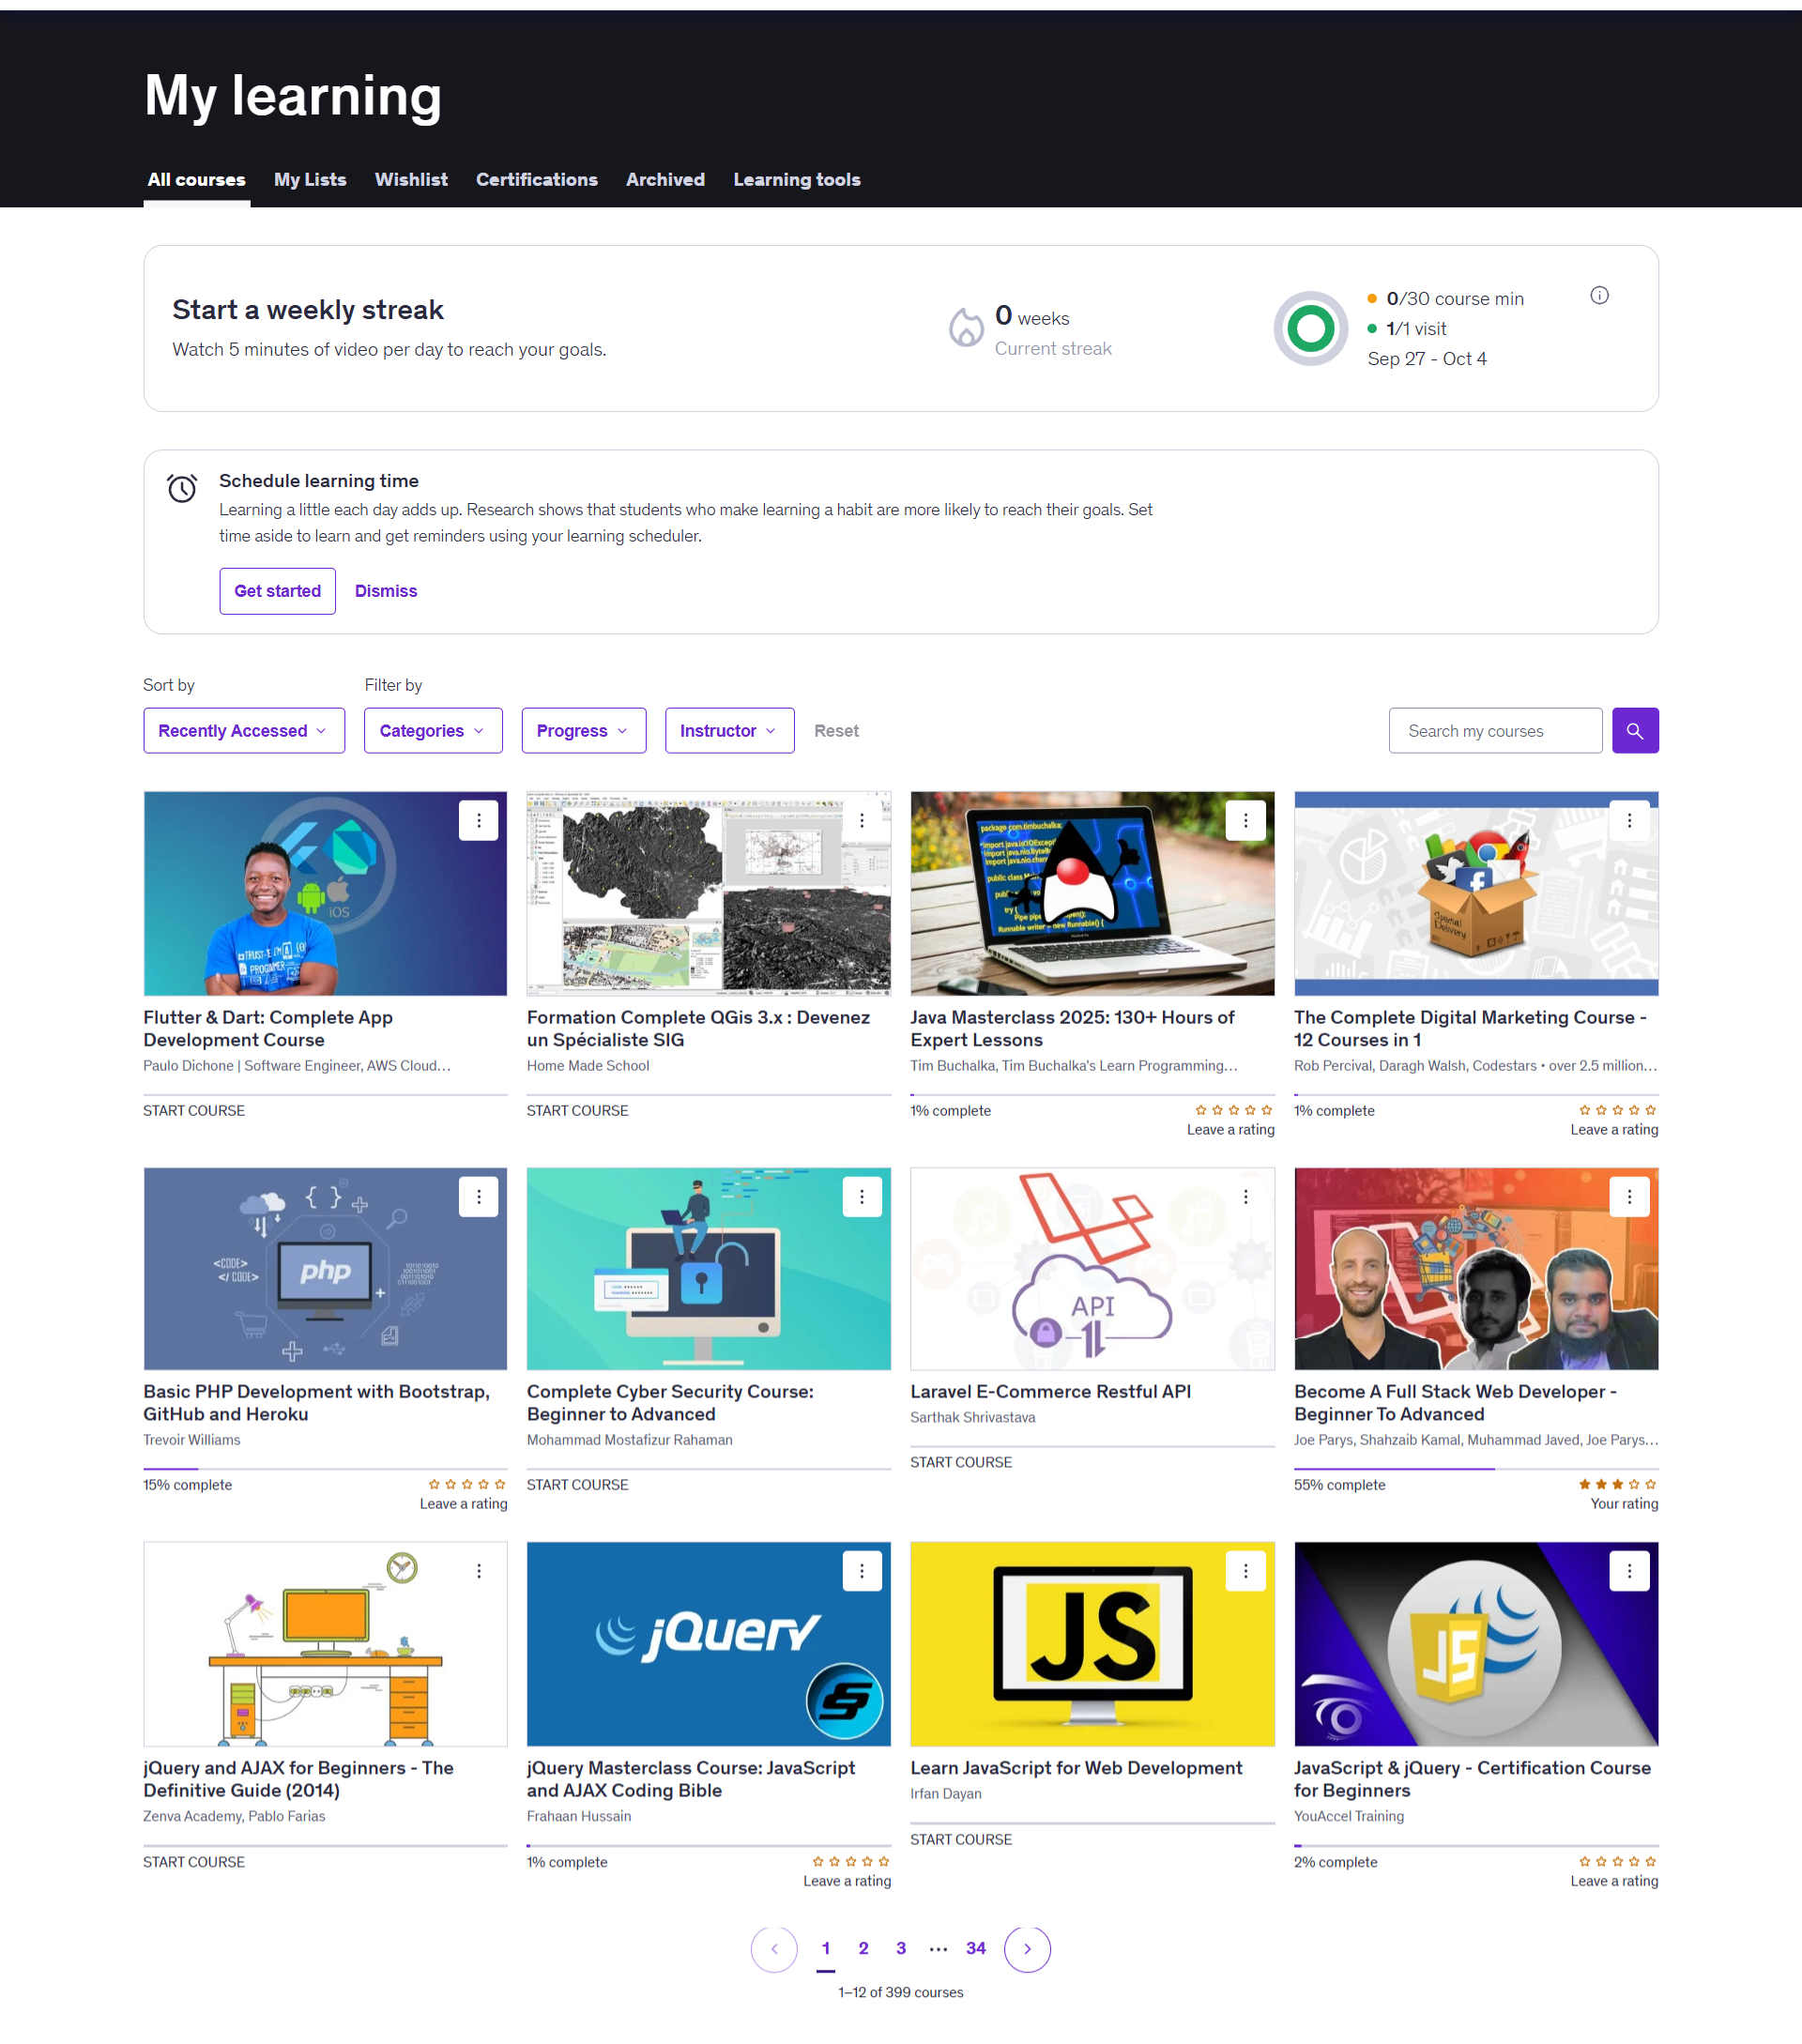 My learning
All courses
My Lists
Wishlist
Certifications
Archived
Learning tools
Start a weekly streak
Watch 5 minutes of video per day to reach your goals.
0 weeks
Current streak
0/30 course min
1/1 visit
Sep 27 - Oct 4
Schedule learning time
Learning a little each day adds up. Research shows that students who make learning a habit are more likely to reach their goals. Set
time aside to learn and get reminders using your learning scheduler.
Get started
Dismiss
Sort by
Filter by
Recently Accessed
Categories
Progress
Instructor
Reset
Search my courses
iOS
package com.timbuchalka;
Special
Delivery
Flutter & Dart: Complete App
Development Course
Paulo Dichone | Software Engineer, AWS Cloud…
START COURSE
Formation Complete QGis 3.x : Devenez
un Spécialiste SIG
Home Made School
START COURSE
Java Masterclass 2025: 130+ Hours of
Expert Lessons
Tim Buchalka, Tim Buchalka's Learn Programming…
1% complete
Leave a rating
The Complete Digital Marketing Course -
12 Courses in 1
Rob Percival, Daragh Walsh, Codestars • over 2.5 million…
1% complete
Leave a rating
{ }
<CODE>
</ CODE>
php
API
Basic PHP Development with Bootstrap,
GitHub and Heroku
Trevoir Williams
15% complete
Leave a rating
Complete Cyber Security Course:
Beginner to Advanced
Mohammad Mostafizur Rahaman
START COURSE
Laravel E-Commerce Restful API
Sarthak Shrivastava
START COURSE
Become A Full Stack Web Developer -
Beginner To Advanced
Joe Parys, Shahzaib Kamal, Muhammad Javed, Joe Parys…
55% complete
Your rating
jQuery
JS
JS
jQuery and AJAX for Beginners - The
Definitive Guide (2014)
Zenva Academy, Pablo Farias
START COURSE
jQuery Masterclass Course: JavaScript
and AJAX Coding Bible
Frahaan Hussain
1% complete
Leave a rating
Learn JavaScript for Web Development
Irfan Dayan
START COURSE
JavaScript & jQuery - Certification Course
for Beginners
YouAccel Training
2% complete
Leave a rating
1 2 3 ··· 34
1–12 of 399 courses